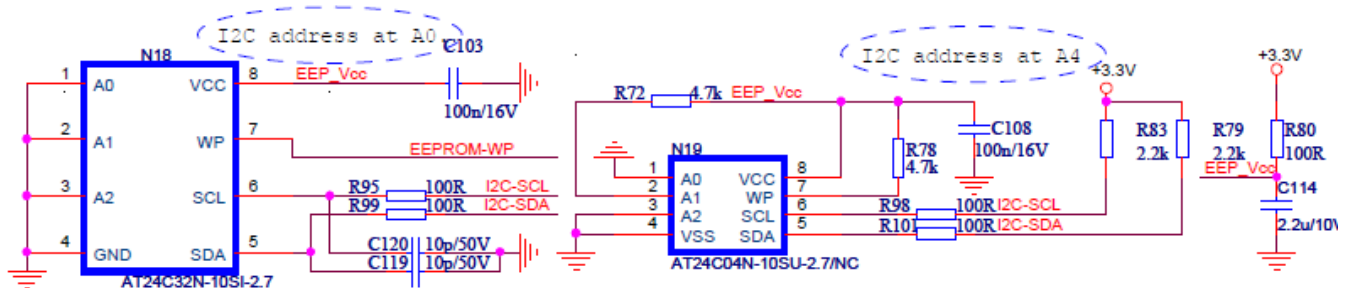 I2C address at A0
N18
C103
100n/16V
EEP_Vcc
1 A0 VCC 8
2 A1 WP 7
EEPROM-WP
3 A2 SCL 6
R95 100R I2C-SCL
R99 100R I2C-SDA
4 GND SDA 5
C120 10p/50V
C119 10p/50V
AT24C32N-10SI-2.7
I2C address at A4
R72 4.7k EEP_Vcc
C108
100n/16V
R78
4.7k
N19
1 A0 VCC 8
2 A1 WP 7
3 A2 SCL 6
4 VSS SDA 5
R98 100R I2C-SCL
R101 100R I2C-SDA
AT24C04N-10SU-2.7/NC
+3.3V
R83
2.2k
R79
2.2k
+3.3V
R80
100R
EEP_Vcc
C114
2.2u/10V